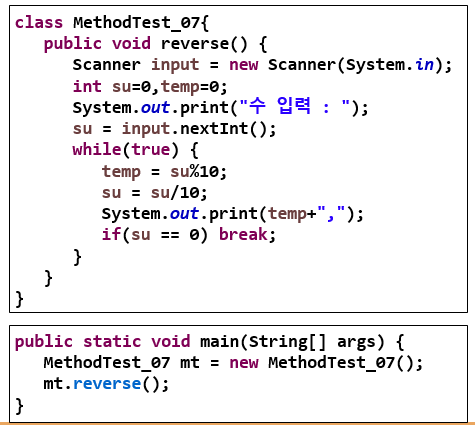 class MethodTest_07{
public void reverse() {
Scanner input = new Scanner(System.in);
int su=0,temp=0;
System.out.print("수 입력 : ");
su = input.nextInt();
while(true) {
temp = su%10;
su = su/10;
System.out.print(temp+",");
if(su == 0) break;
}
}
}
public static void main(String[] args) {
MethodTest_07 mt = new MethodTest_07();
mt.reverse();
}